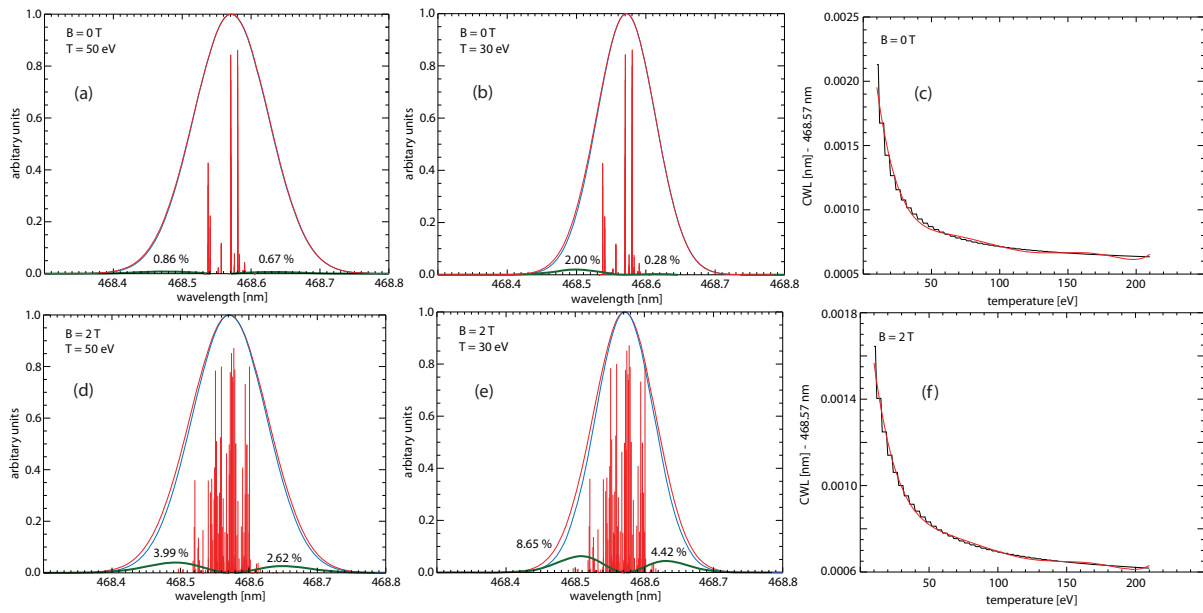 B = 0 T
T = 50 eV
(a)
arbitary units
1.0
0.8
0.6
0.4
0.2
0.0
0.86 %
0.67 %
468.4
468.5
468.6
468.7
468.8
wavelength [nm]
B = 0 T
T = 30 eV
(b)
arbitary units
1.0
0.8
0.6
0.4
0.2
0.0
2.00 %
0.28 %
468.4
468.5
468.6
468.7
468.8
wavelength [nm]
B = 0 T
(c)
CWL [nm] - 468.57 nm
0.0025
0.0020
0.0015
0.0010
0.0005
50
100
150
200
temperature [eV]
B = 2 T
T = 50 eV
(d)
arbitary units
1.0
0.8
0.6
0.4
0.2
0.0
3.99 %
2.62 %
468.4
468.5
468.6
468.7
468.8
wavelength [nm]
B = 2 T
T = 30 eV
(e)
arbitary units
1.0
0.8
0.6
0.4
0.2
0.0
8.65 %
4.42 %
468.4
468.5
468.6
468.7
468.8
wavelength [nm]
B = 2 T
(f)
CWL [nm] - 468.57 nm
0.0018
0.0014
0.0010
0.0006
50
100
150
200
temperature [eV]